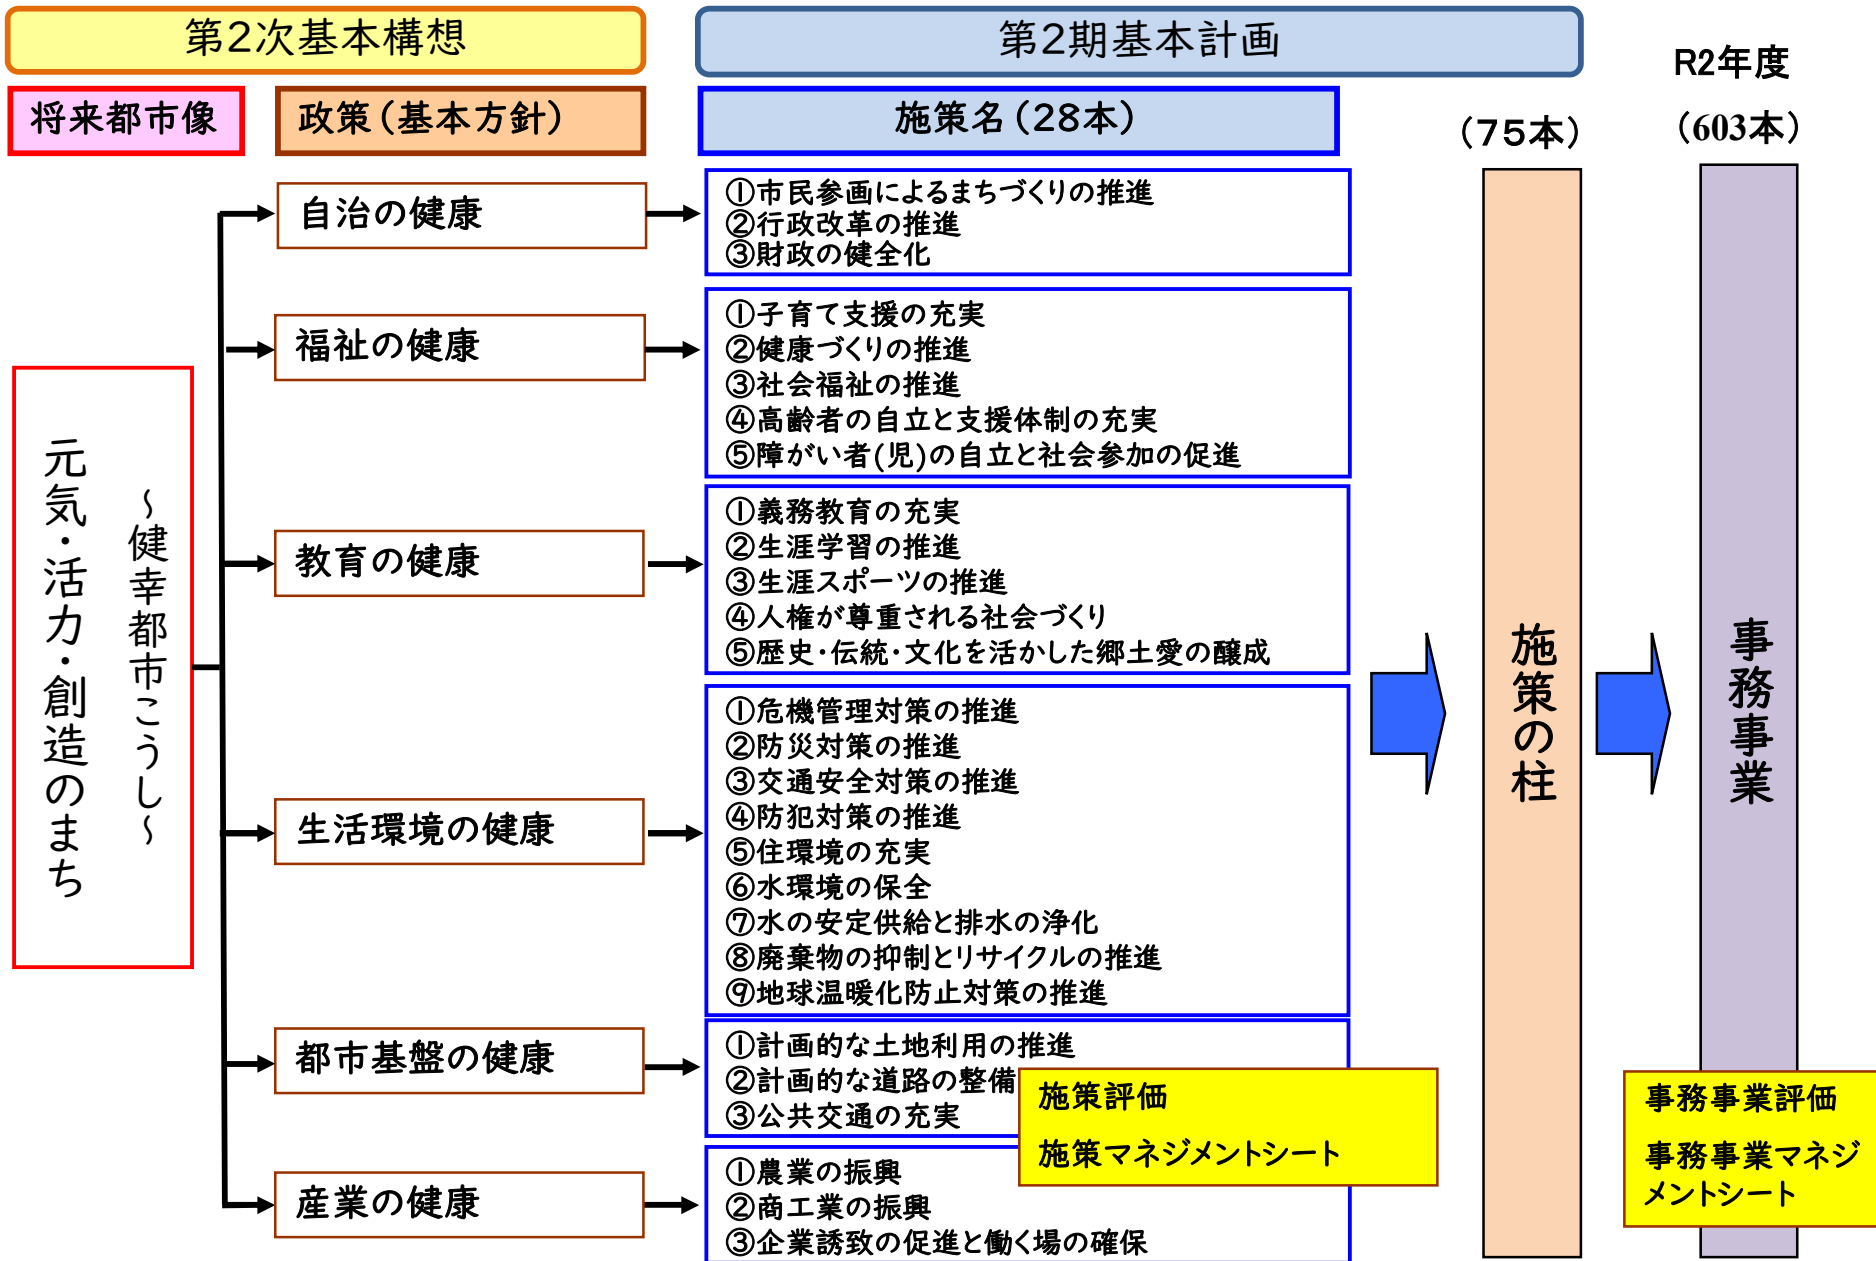 第2次基本構想
第2期基本計画
R2年度
将来都市像
政策(基本方針)
施策名(28本)
(75本)
(603本)
元気・活力・創造のまち
~健幸都市こうし~
自治の健康
①市民参画によるまちづくりの推進
②行政改革の推進
③財政の健全化
福祉の健康
①子育て支援の充実
②健康づくりの推進
③社会福祉の推進
④高齢者の自立と支援体制の充実
⑤障がい者(児)の自立と社会参加の促進
教育の健康
①義務教育の充実
②生涯学習の推進
③生涯スポーツの推進
④人権が尊重される社会づくり
⑤歴史・伝統・文化を活かした郷土愛の醸成
生活環境の健康
①危機管理対策の推進
②防災対策の推進
③交通安全対策の推進
④防犯対策の推進
⑤住環境の充実
⑥水環境の保全
⑦水の安定供給と排水の浄化
⑧廃棄物の抑制とリサイクルの推進
⑨地球温暖化防止対策の推進
都市基盤の健康
①計画的な土地利用の推進
②計画的な道路の整備
③公共交通の充実
産業の健康
①農業の振興
②商工業の振興
③企業誘致の促進と働く場の確保
施策の柱
事務事業
施策評価
施策マネジメントシート
事務事業評価
事務事業マネジ
メントシート